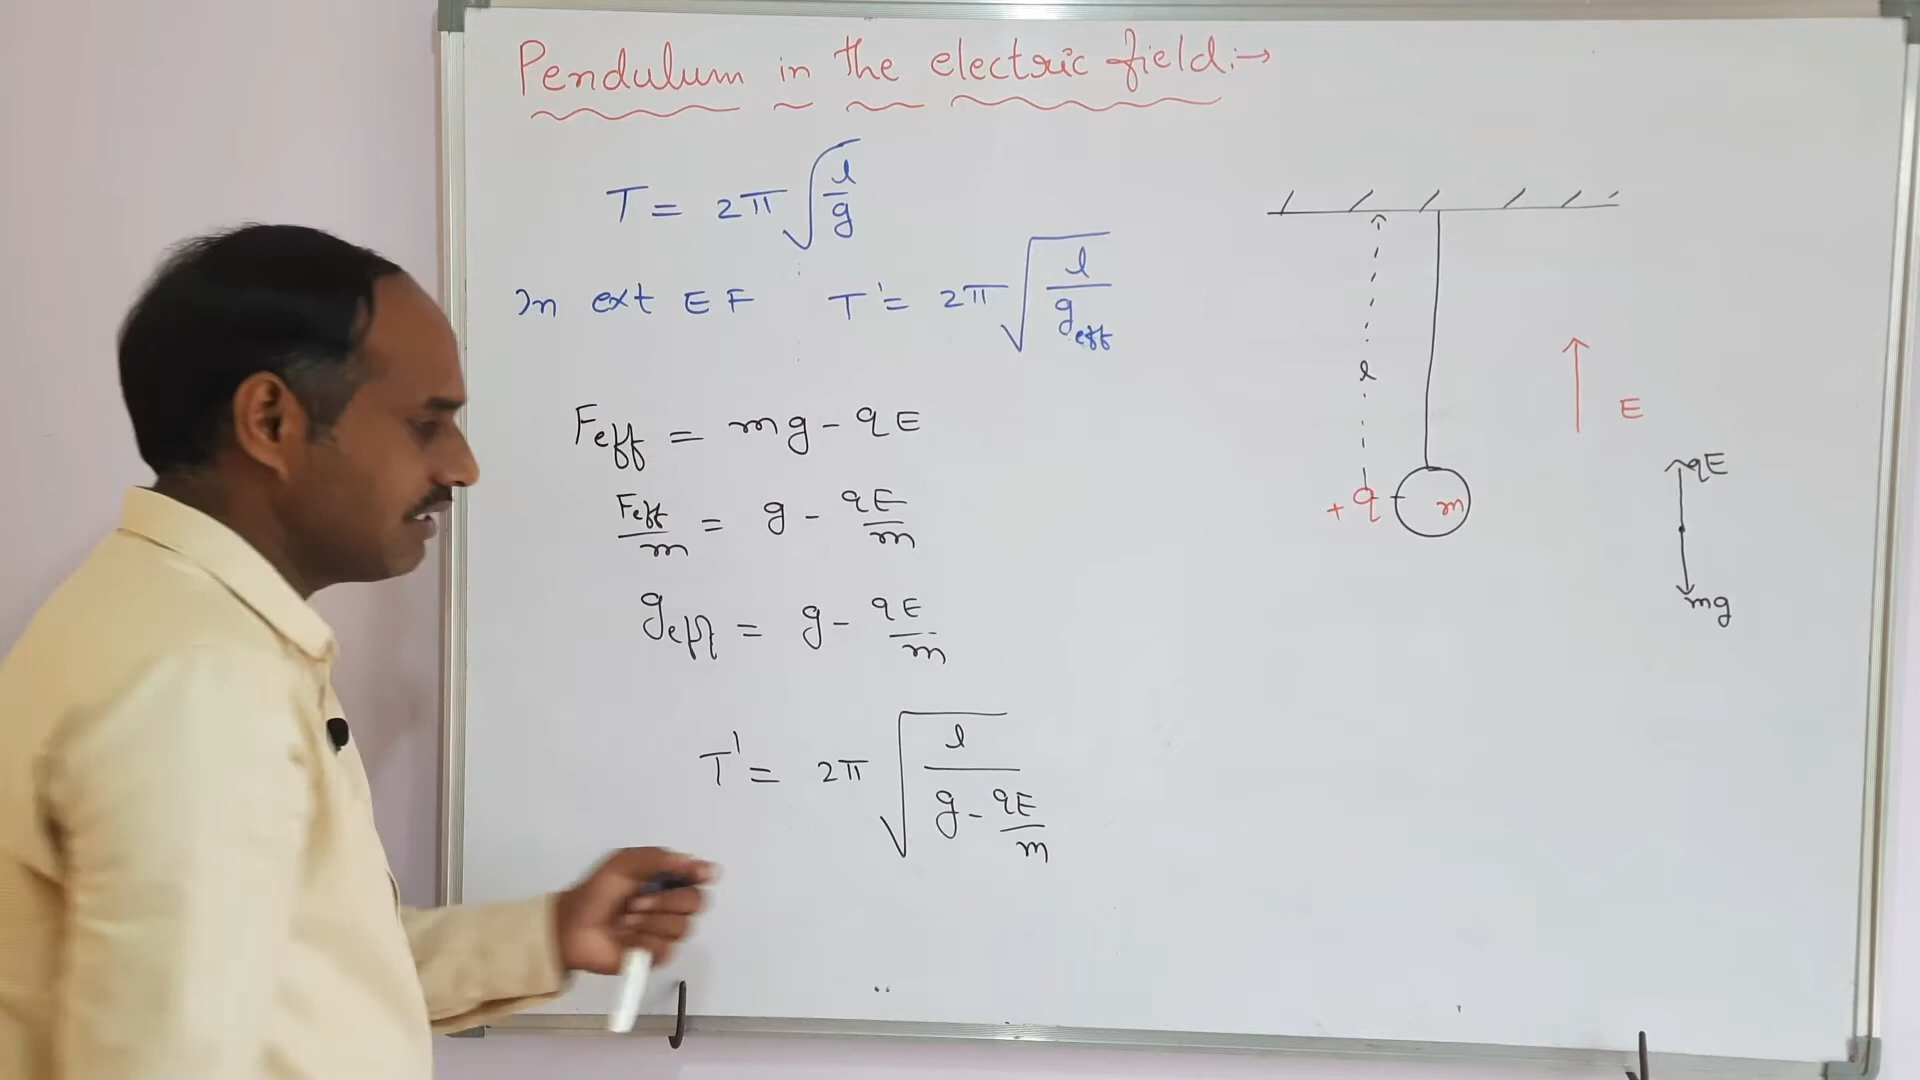 Pendulum in the electric field:→
T = 2π √(l/g)
In ext E F T' = 2π √(l/g_eff)
F_eff = mg - qE
F_eff/m = g - qE/m
g_eff = g - qE/m
T' = 2π √(l/(g - qE/m))
l
E
+q m
qE
mg